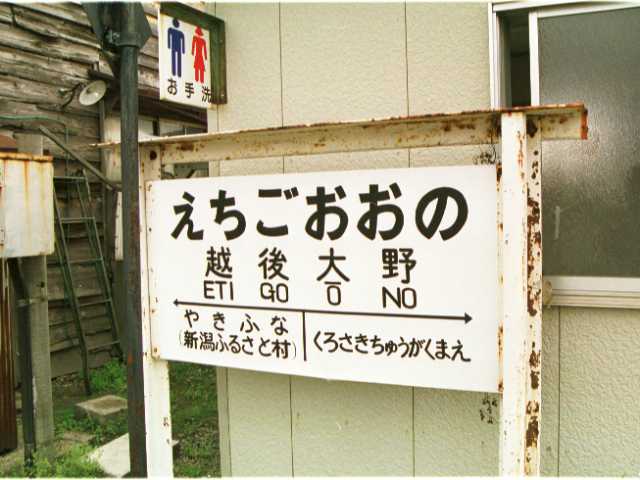 お手洗
えちごおおの
越後大野
ETI GO Ō NO
やきふな
(新潟ふるさと村)
くろさきちゅうがくまえ